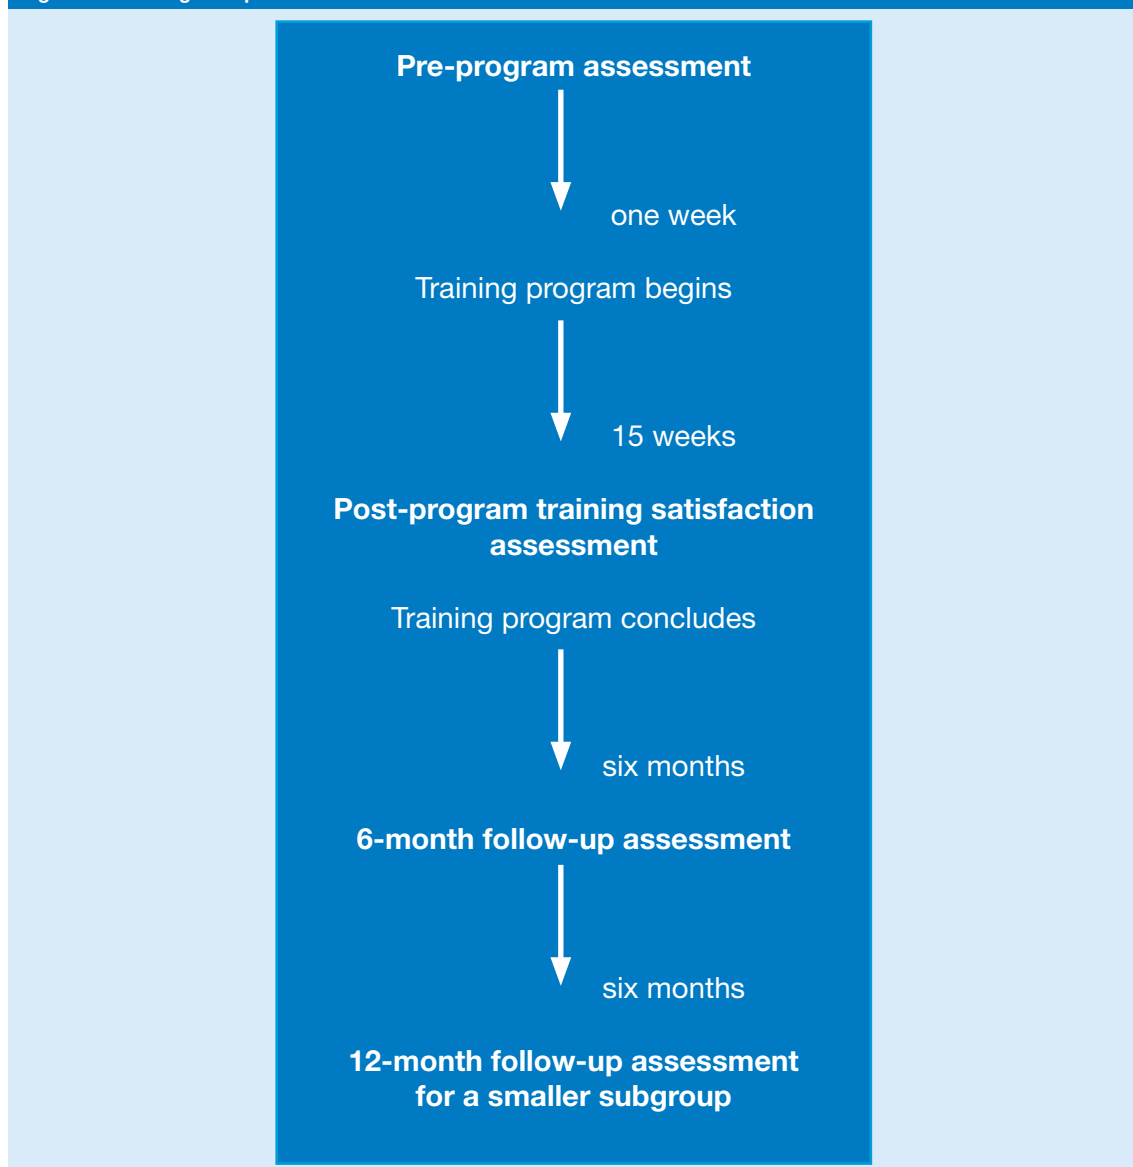 Pre-program assessment
one week
Training program begins
15 weeks
Post-program training satisfaction
assessment
Training program concludes
six months
6-month follow-up assessment
six months
12-month follow-up assessment
for a smaller subgroup